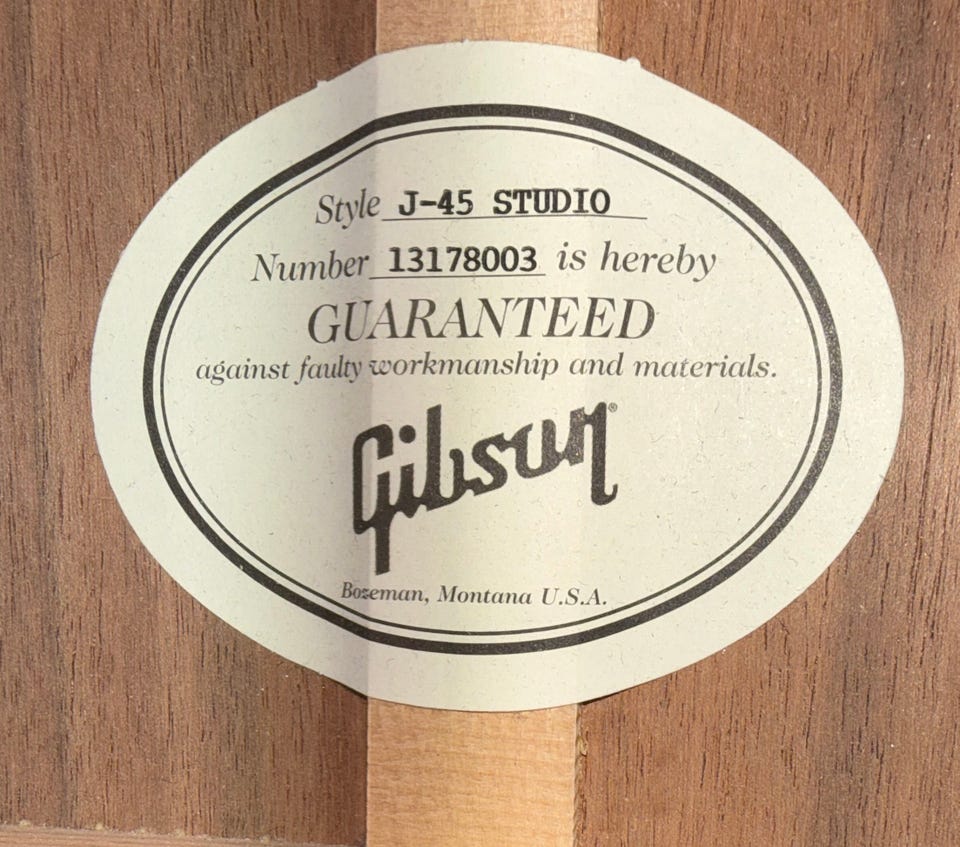 Style J-45 STUDIO
Number 13178003 is hereby
GUARANTEED
against faulty workmanship and materials.
Gibson®
Bozeman, Montana U.S.A.